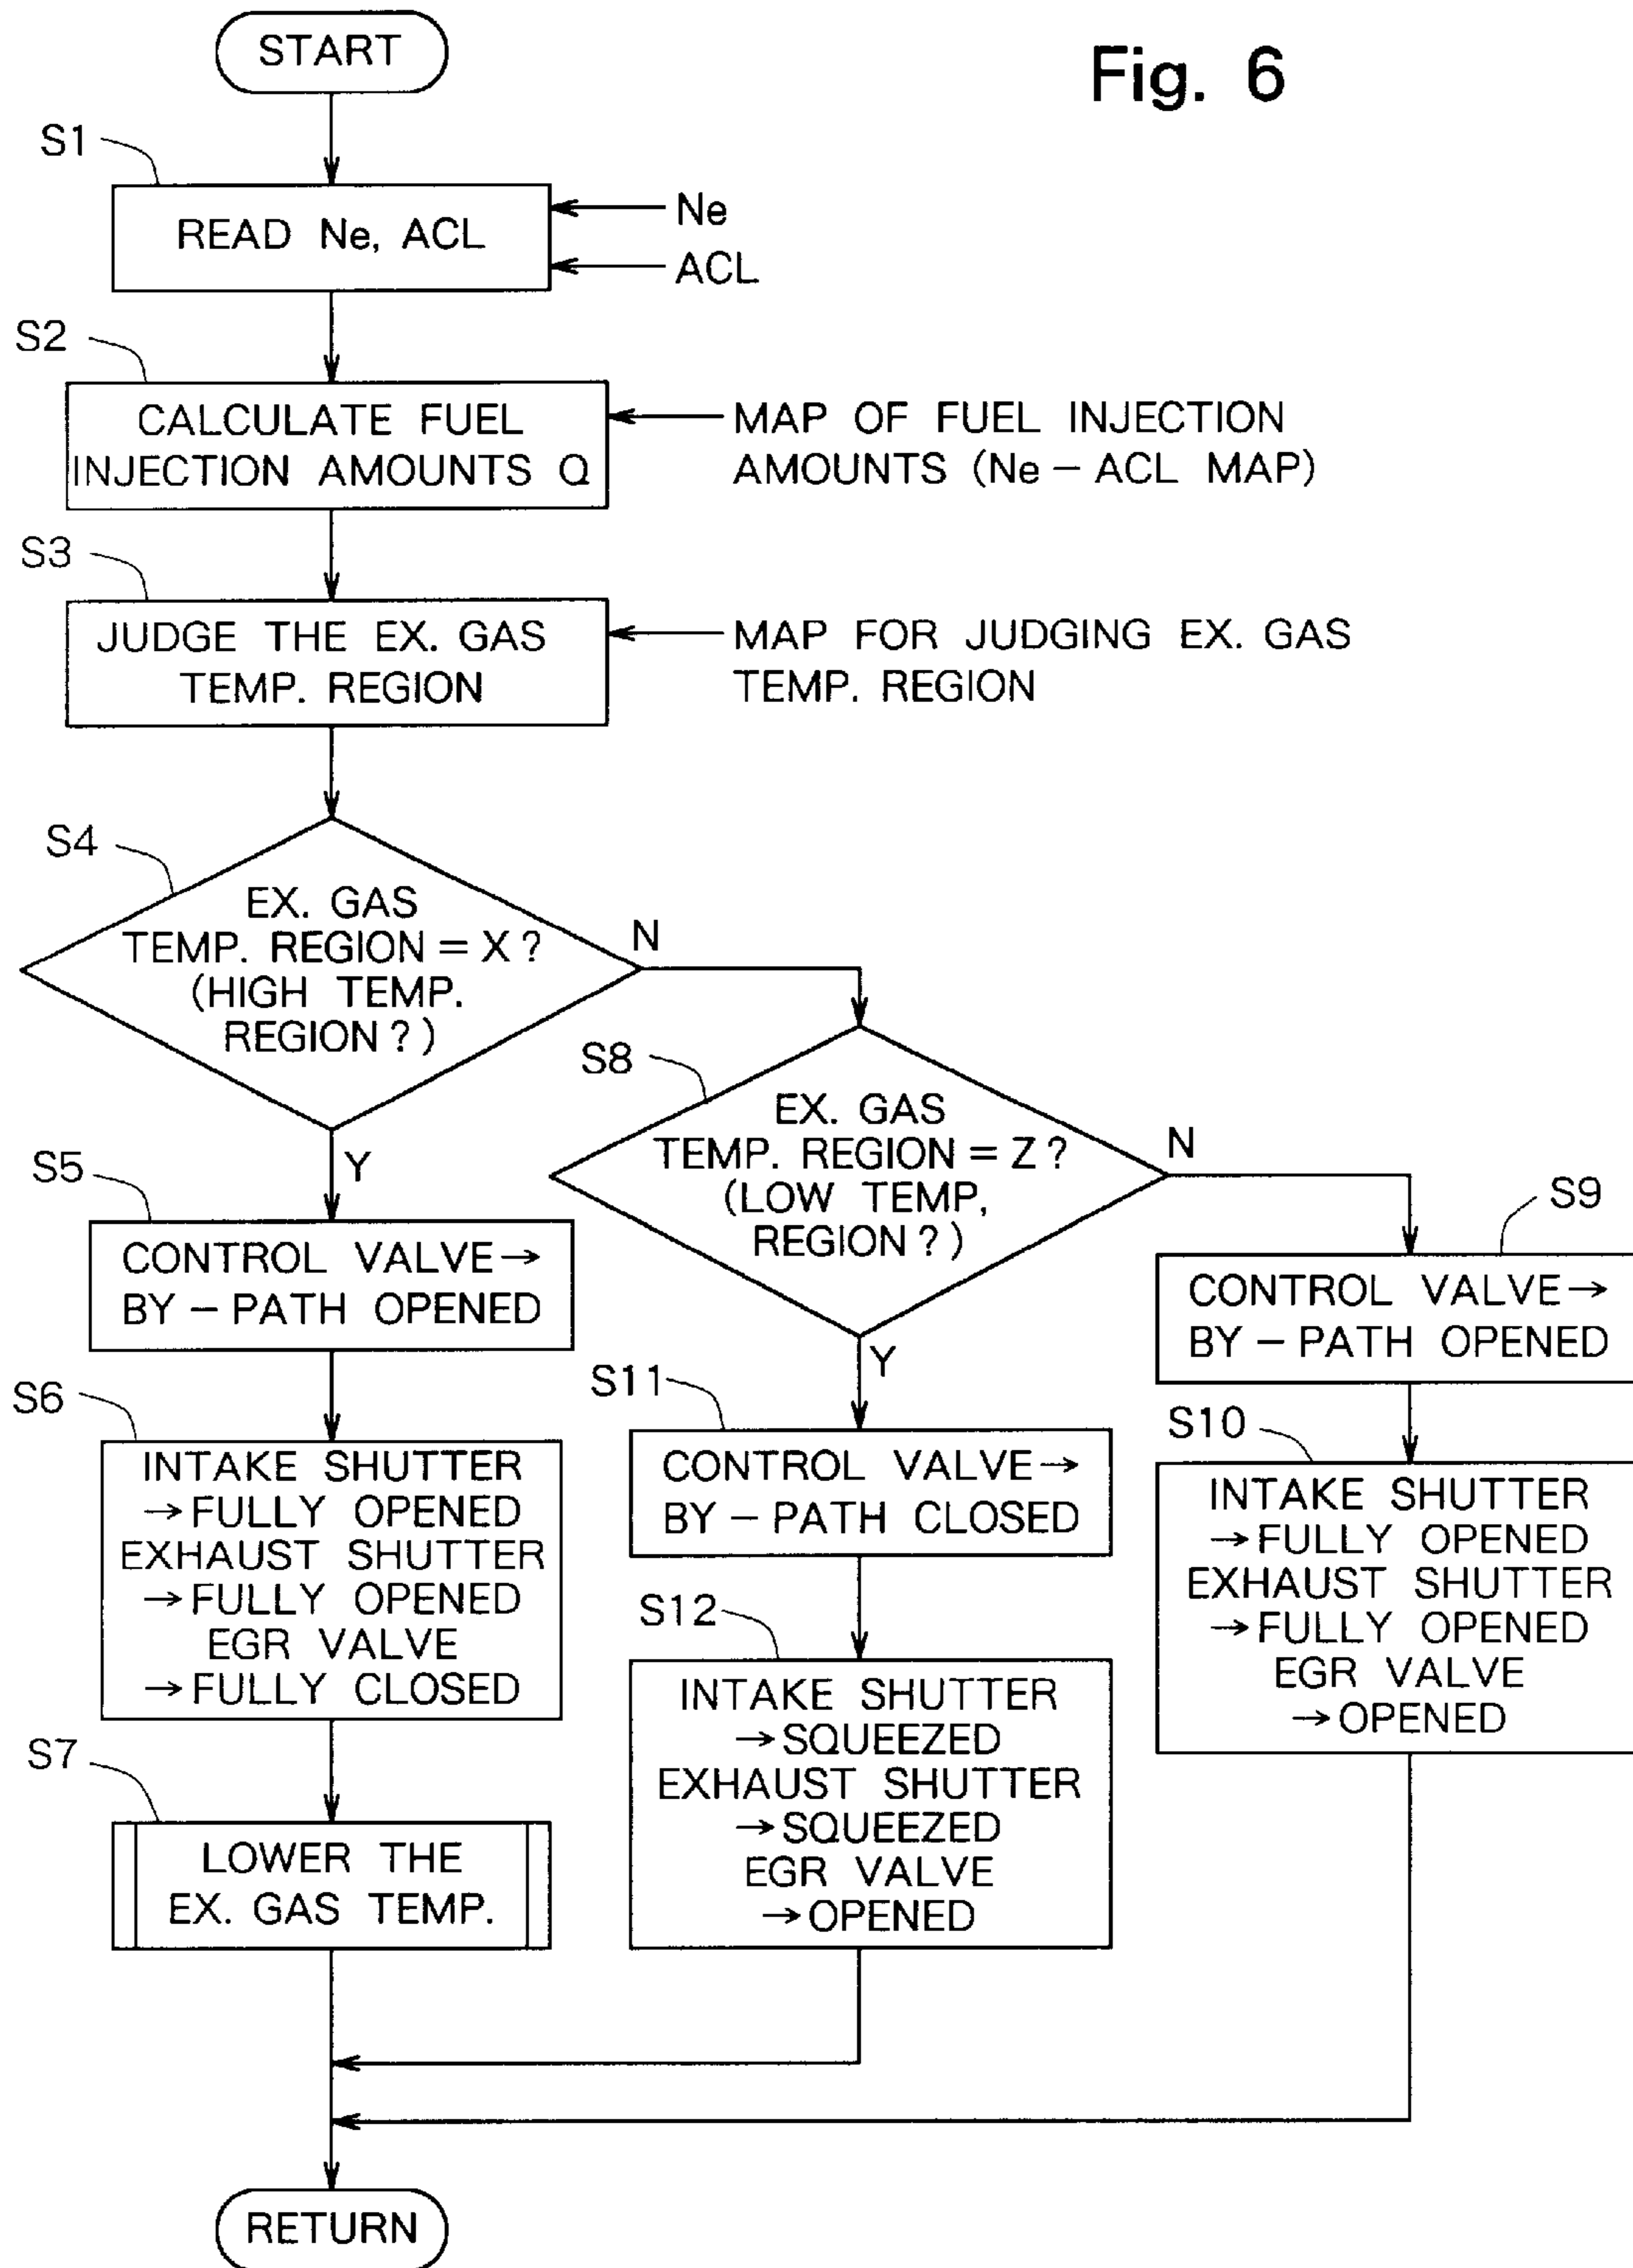 Fig. 6
START
S1
READ Ne, ACL
Ne
ACL
S2
CALCULATE FUEL
INJECTION AMOUNTS Q
MAP OF FUEL INJECTION
AMOUNTS (Ne – ACL MAP)
S3
JUDGE THE EX. GAS
TEMP. REGION
MAP FOR JUDGING EX. GAS
TEMP. REGION
S4
EX. GAS
TEMP. REGION = X ?
(HIGH TEMP.
REGION ? )
N
Y
S5
CONTROL VALVE→
BY – PATH OPENED
S6
INTAKE SHUTTER
→FULLY OPENED
EXHAUST SHUTTER
→FULLY OPENED
EGR VALVE
→FULLY CLOSED
S7
LOWER THE
EX. GAS TEMP.
S8
EX. GAS
TEMP. REGION = Z ?
(LOW TEMP,
REGION ? )
N
Y
S11
CONTROL VALVE→
BY – PATH CLOSED
S12
INTAKE SHUTTER
→SQUEEZED
EXHAUST SHUTTER
→SQUEEZED
EGR VALVE
→OPENED
S9
CONTROL VALVE→
BY – PATH OPENED
S10
INTAKE SHUTTER
→FULLY OPENED
EXHAUST SHUTTER
→FULLY OPENED
EGR VALVE
→OPENED
RETURN